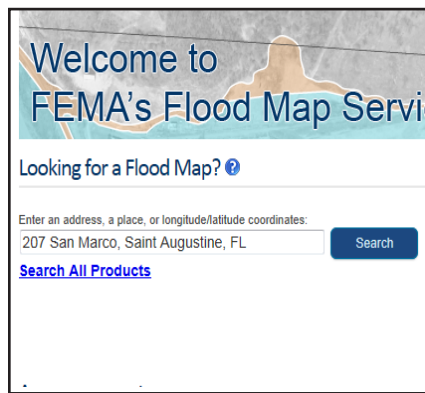 Welcome to
FEMA's Flood Map Servi
Looking for a Flood Map?
Enter an address, a place, or longitude/latitude coordinates:
207 San Marco, Saint Augustine, FL
Search
Search All Products